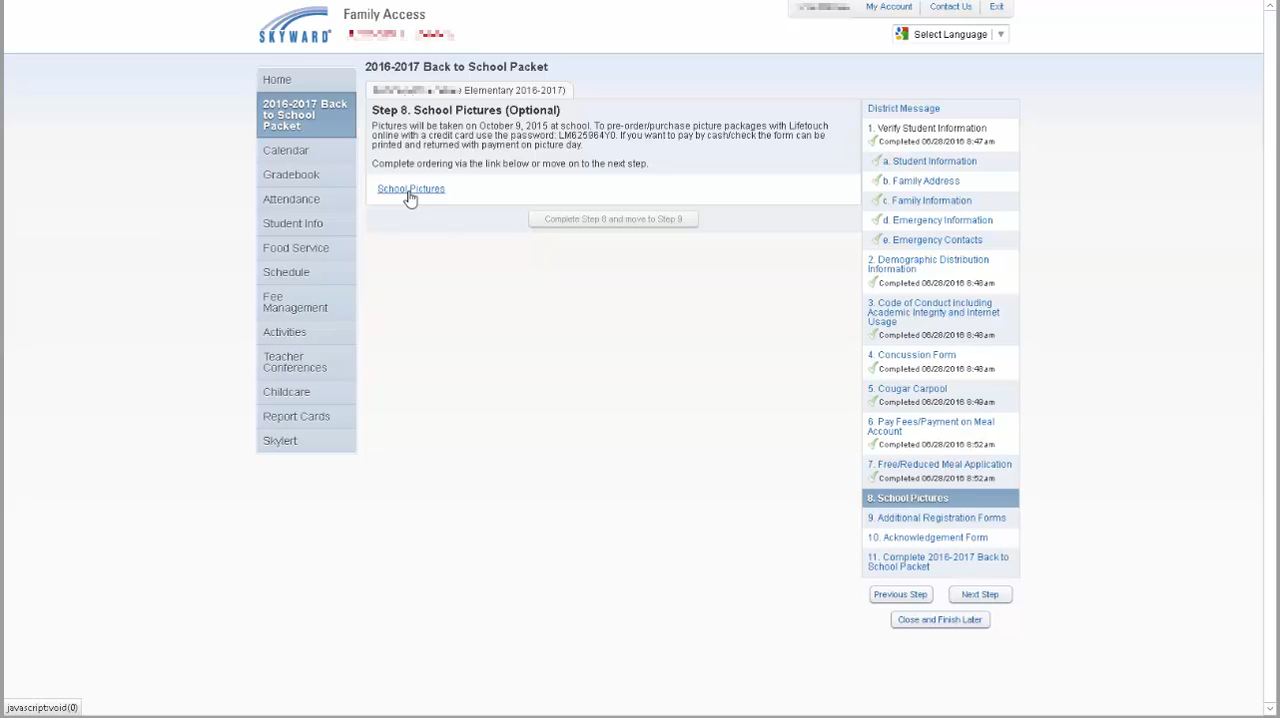 Family Access
SKYWARD
My Account
Contact Us
Exit
Select Language
Home
2016-2017 Back
to School
Packet
Calendar
Gradebook
Attendance
Student Info
Food Service
Schedule
Fee
Management
Activities
Teacher
Conferences
Childcare
Report Cards
Skylert
2016-2017 Back to School Packet
Elementary 2016-2017)
Step 8. School Pictures (Optional)
Pictures will be taken on October 9, 2015 at school. To pre-order/purchase picture packages with Lifetouch
online with a credit card use the password: LM625964Y0. If you want to pay by cash/check the form can be
printed and returned with payment on picture day.
Complete ordering via the link below or move on to the next step.
School Pictures
Complete Step 8 and move to Step 9
District Message
1. Verify Student Information
Completed 06/28/2016 8:47am
a. Student Information
b. Family Address
c. Family Information
d. Emergency Information
e. Emergency Contacts
2. Demographic Distribution
Information
Completed 06/28/2016 8:48am
3. Code of Conduct including
Academic Integrity and Internet
Usage
Completed 06/28/2016 8:48am
4. Concussion Form
Completed 06/28/2016 8:48am
5. Cougar Carpool
Completed 06/28/2016 8:49am
6. Pay Fees/Payment on Meal
Account
Completed 06/28/2016 8:52am
7. Free/Reduced Meal Application
Completed 06/28/2016 8:52am
8. School Pictures
9. Additional Registration Forms
10. Acknowledgement Form
11. Complete 2016-2017 Back to
School Packet
Previous Step
Next Step
Close and Finish Later
javascript:void(0)